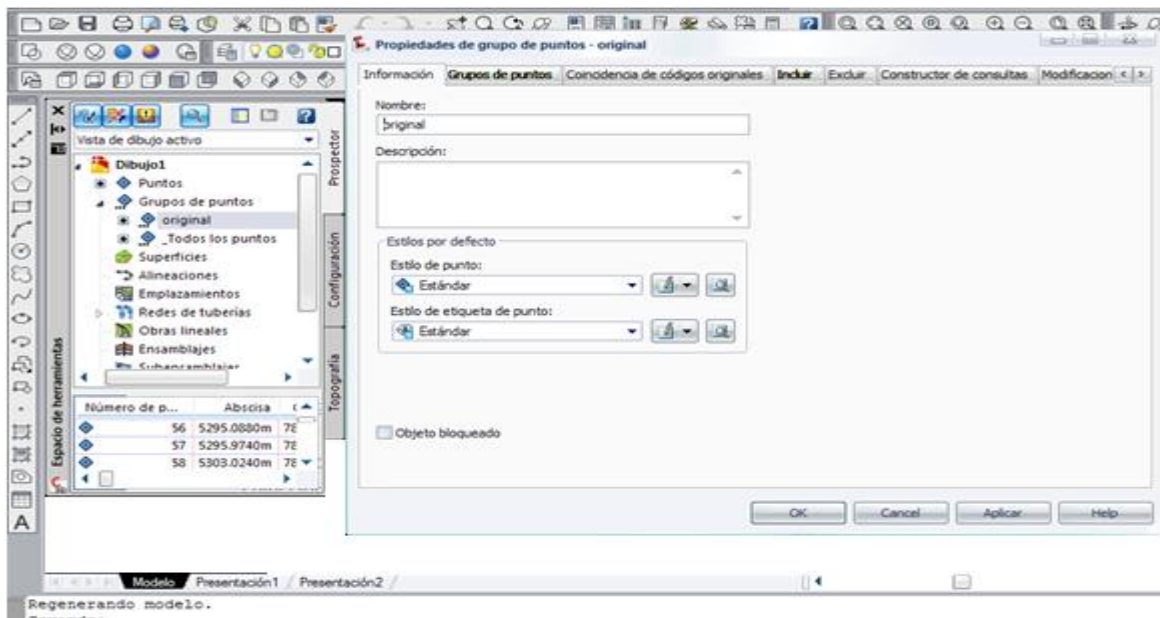 Propiedades de grupo de puntos - original
Información Grupos de puntos Coincidencia de códigos originales Incluir Excluir Constructor de consultas Modificacion
Nombre:
original
Descripción:
Estilos por defecto
Estilo de punto:
Estándar
Estilo de etiqueta de punto:
Estándar
Objeto bloqueado
OK Cancel Aplicar Help
Vista de dibujo activo
Dibujo1
Puntos
Grupos de puntos
original
_Todos los puntos
Superficies
Alineaciones
Emplazamientos
Redes de tuberías
Obras lineales
Ensamblajes
Prospector
Configuración
Topografía
Espacio de herramientas
Número de p... Abscisa
56 5295.0880m 78
57 5295.9740m 78
58 5303.0240m 78
A
Modelo Presentación1 Presentación2
Regenerando modelo.